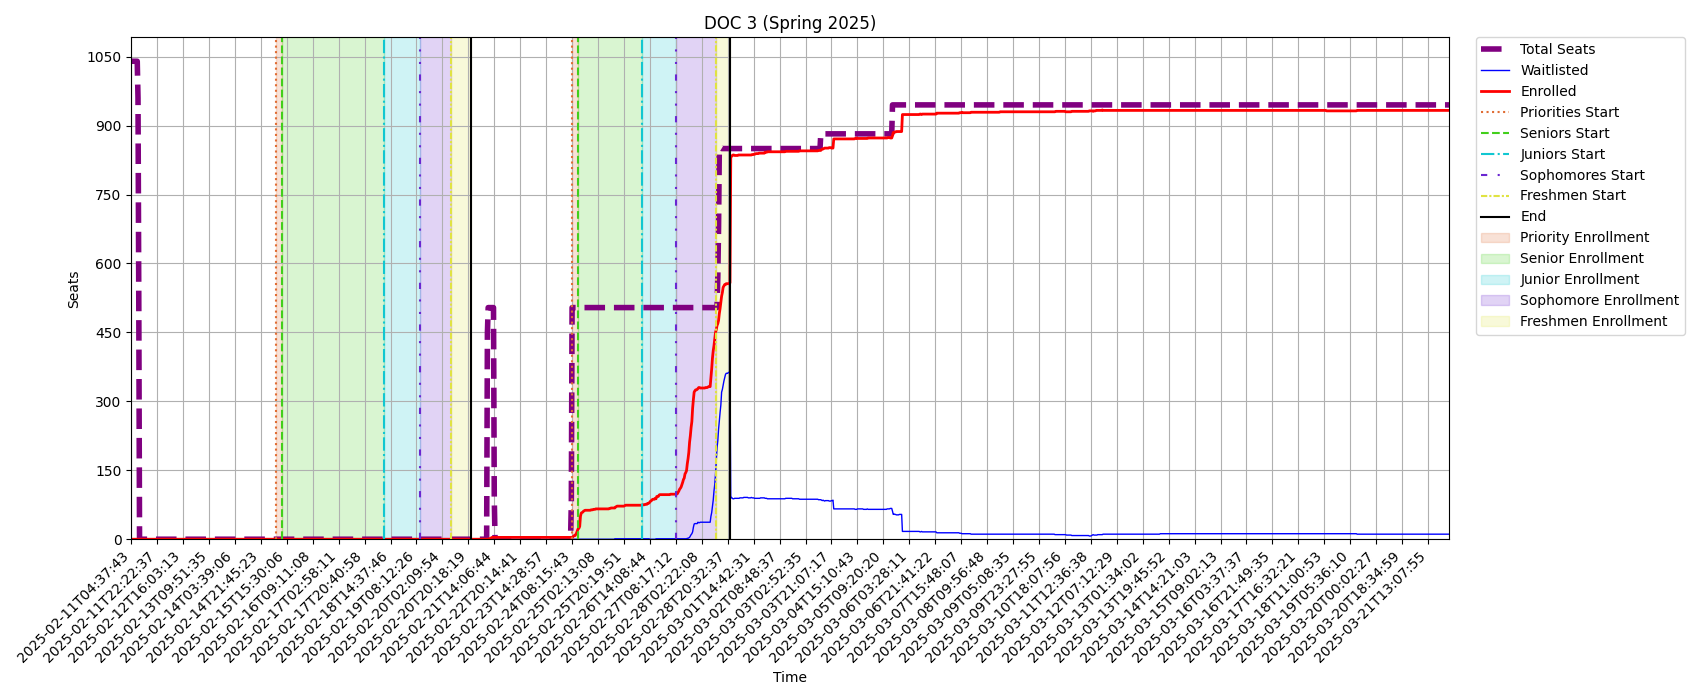 DOC 3 (Spring 2025)
Seats
1050
900
750
600
450
300
150
0
2025-02-11T04:37:43
2025-02-11T22:22:37
2025-02-12T16:03:13
2025-02-13T09:51:35
2025-02-14T03:39:06
2025-02-14T21:45:23
2025-02-15T15:30:06
2025-02-16T09:11:08
2025-02-17T02:58:11
2025-02-17T20:40:58
2025-02-18T14:37:46
2025-02-19T08:12:26
2025-02-20T02:09:54
2025-02-20T20:18:19
2025-02-21T14:06:44
2025-02-22T20:14:41
2025-02-23T14:28:57
2025-02-24T08:15:43
2025-02-25T02:13:08
2025-02-25T20:19:51
2025-02-26T14:08:44
2025-02-27T08:17:12
2025-02-28T02:22:08
2025-02-28T20:32:37
2025-03-01T14:42:31
2025-03-02T08:48:37
2025-03-03T02:52:35
2025-03-03T21:07:17
2025-03-04T15:10:43
2025-03-05T09:20:20
2025-03-06T03:28:11
2025-03-06T21:41:22
2025-03-07T15:48:07
2025-03-08T09:56:48
2025-03-09T05:08:35
2025-03-09T23:27:55
2025-03-10T18:07:56
2025-03-11T12:36:38
2025-03-12T07:12:29
2025-03-13T01:34:02
2025-03-13T19:45:52
2025-03-14T14:21:03
2025-03-15T09:02:13
2025-03-16T03:37:37
2025-03-16T21:49:35
2025-03-17T16:32:21
2025-03-18T11:00:53
2025-03-19T05:36:10
2025-03-20T00:02:27
2025-03-20T18:34:59
2025-03-21T13:07:55
Time
Total Seats
Waitlisted
Enrolled
Priorities Start
Seniors Start
Juniors Start
Sophomores Start
Freshmen Start
End
Priority Enrollment
Senior Enrollment
Junior Enrollment
Sophomore Enrollment
Freshmen Enrollment